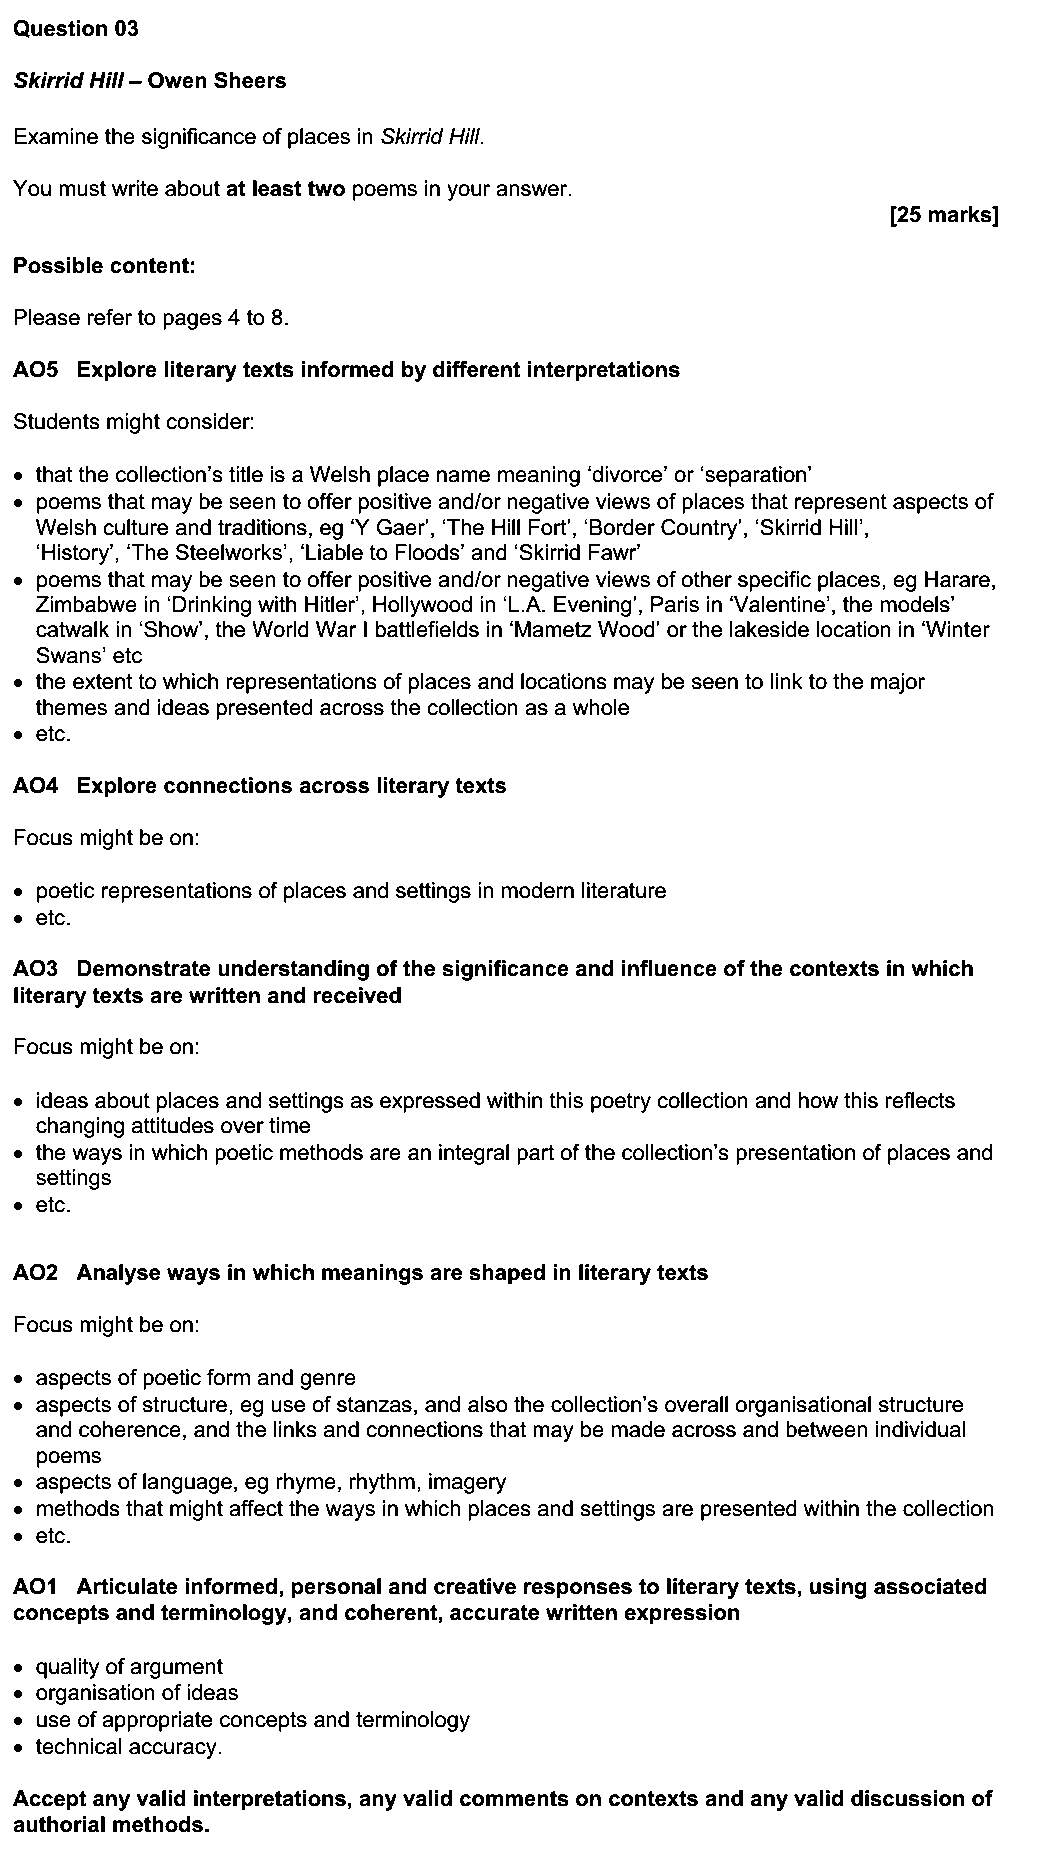 Question 03
Skirrid Hill – Owen Sheers
Examine the significance of places in Skirrid Hill.
You must write about at least two poems in your answer.
[25 marks]
Possible content:
Please refer to pages 4 to 8.
AO5 Explore literary texts informed by different interpretations
Students might consider:
• that the collection's title is a Welsh place name meaning 'divorce' or 'separation'
• poems that may be seen to offer positive and/or negative views of places that represent aspects of
Welsh culture and traditions, eg 'Y Gaer', 'The Hill Fort', 'Border Country', 'Skirrid Hill',
'History', 'The Steelworks', 'Liable to Floods' and 'Skirrid Fawr'
• poems that may be seen to offer positive and/or negative views of other specific places, eg Harare,
Zimbabwe in 'Drinking with Hitler', Hollywood in 'L.A. Evening', Paris in 'Valentine', the models'
catwalk in 'Show', the World War I battlefields in 'Mametz Wood' or the lakeside location in 'Winter
Swans' etc
• the extent to which representations of places and locations may be seen to link to the major
themes and ideas presented across the collection as a whole
• etc.
AO4 Explore connections across literary texts
Focus might be on:
• poetic representations of places and settings in modern literature
• etc.
AO3 Demonstrate understanding of the significance and influence of the contexts in which
literary texts are written and received
Focus might be on:
• ideas about places and settings as expressed within this poetry collection and how this reflects
changing attitudes over time
• the ways in which poetic methods are an integral part of the collection's presentation of places and
settings
• etc.
AO2 Analyse ways in which meanings are shaped in literary texts
Focus might be on:
• aspects of poetic form and genre
• aspects of structure, eg use of stanzas, and also the collection's overall organisational structure
and coherence, and the links and connections that may be made across and between individual
poems
• aspects of language, eg rhyme, rhythm, imagery
• methods that might affect the ways in which places and settings are presented within the collection
• etc.
AO1 Articulate informed, personal and creative responses to literary texts, using associated
concepts and terminology, and coherent, accurate written expression
• quality of argument
• organisation of ideas
• use of appropriate concepts and terminology
• technical accuracy.
Accept any valid interpretations, any valid comments on contexts and any valid discussion of
authorial methods.